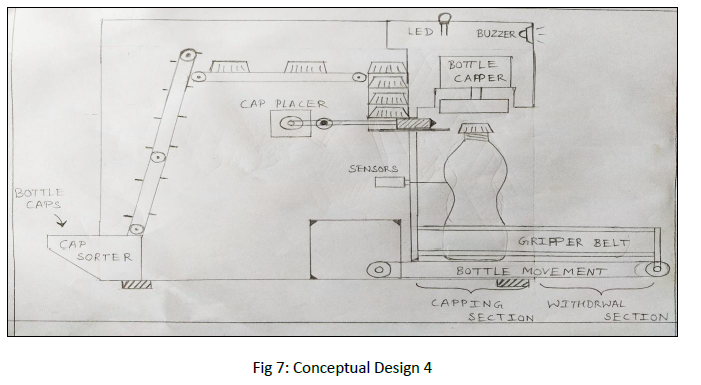 LED
BUZZER
BOTTLE
CAPPER
CAP PLACER
SENSORS
BOTTLE
CAPS
CAP
SORTER
GRIPPER BELT
BOTTLE MOVEMENT
CAPPING
SECTION
WITHDRWAL
SECTION
Fig 7: Conceptual Design 4